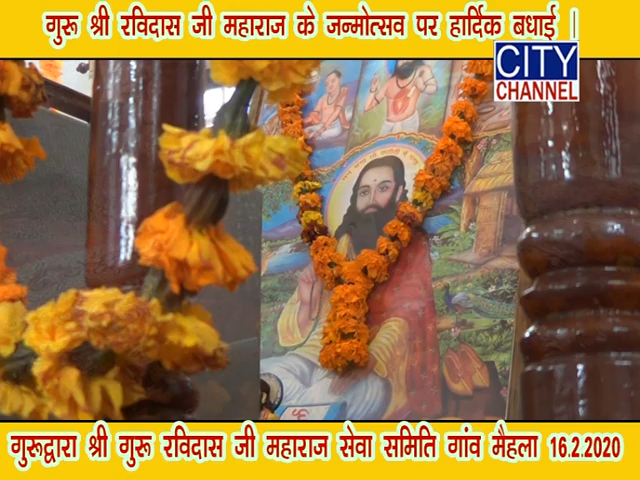 गुरू श्री रविदास जी महाराज के जन्मोत्सव पर हार्दिक बधाई |
CITY
CHANNEL
गुरूद्वारा श्री गुरू रविदास जी महाराज सेवा समिति गांव मैहला 16.2.2020